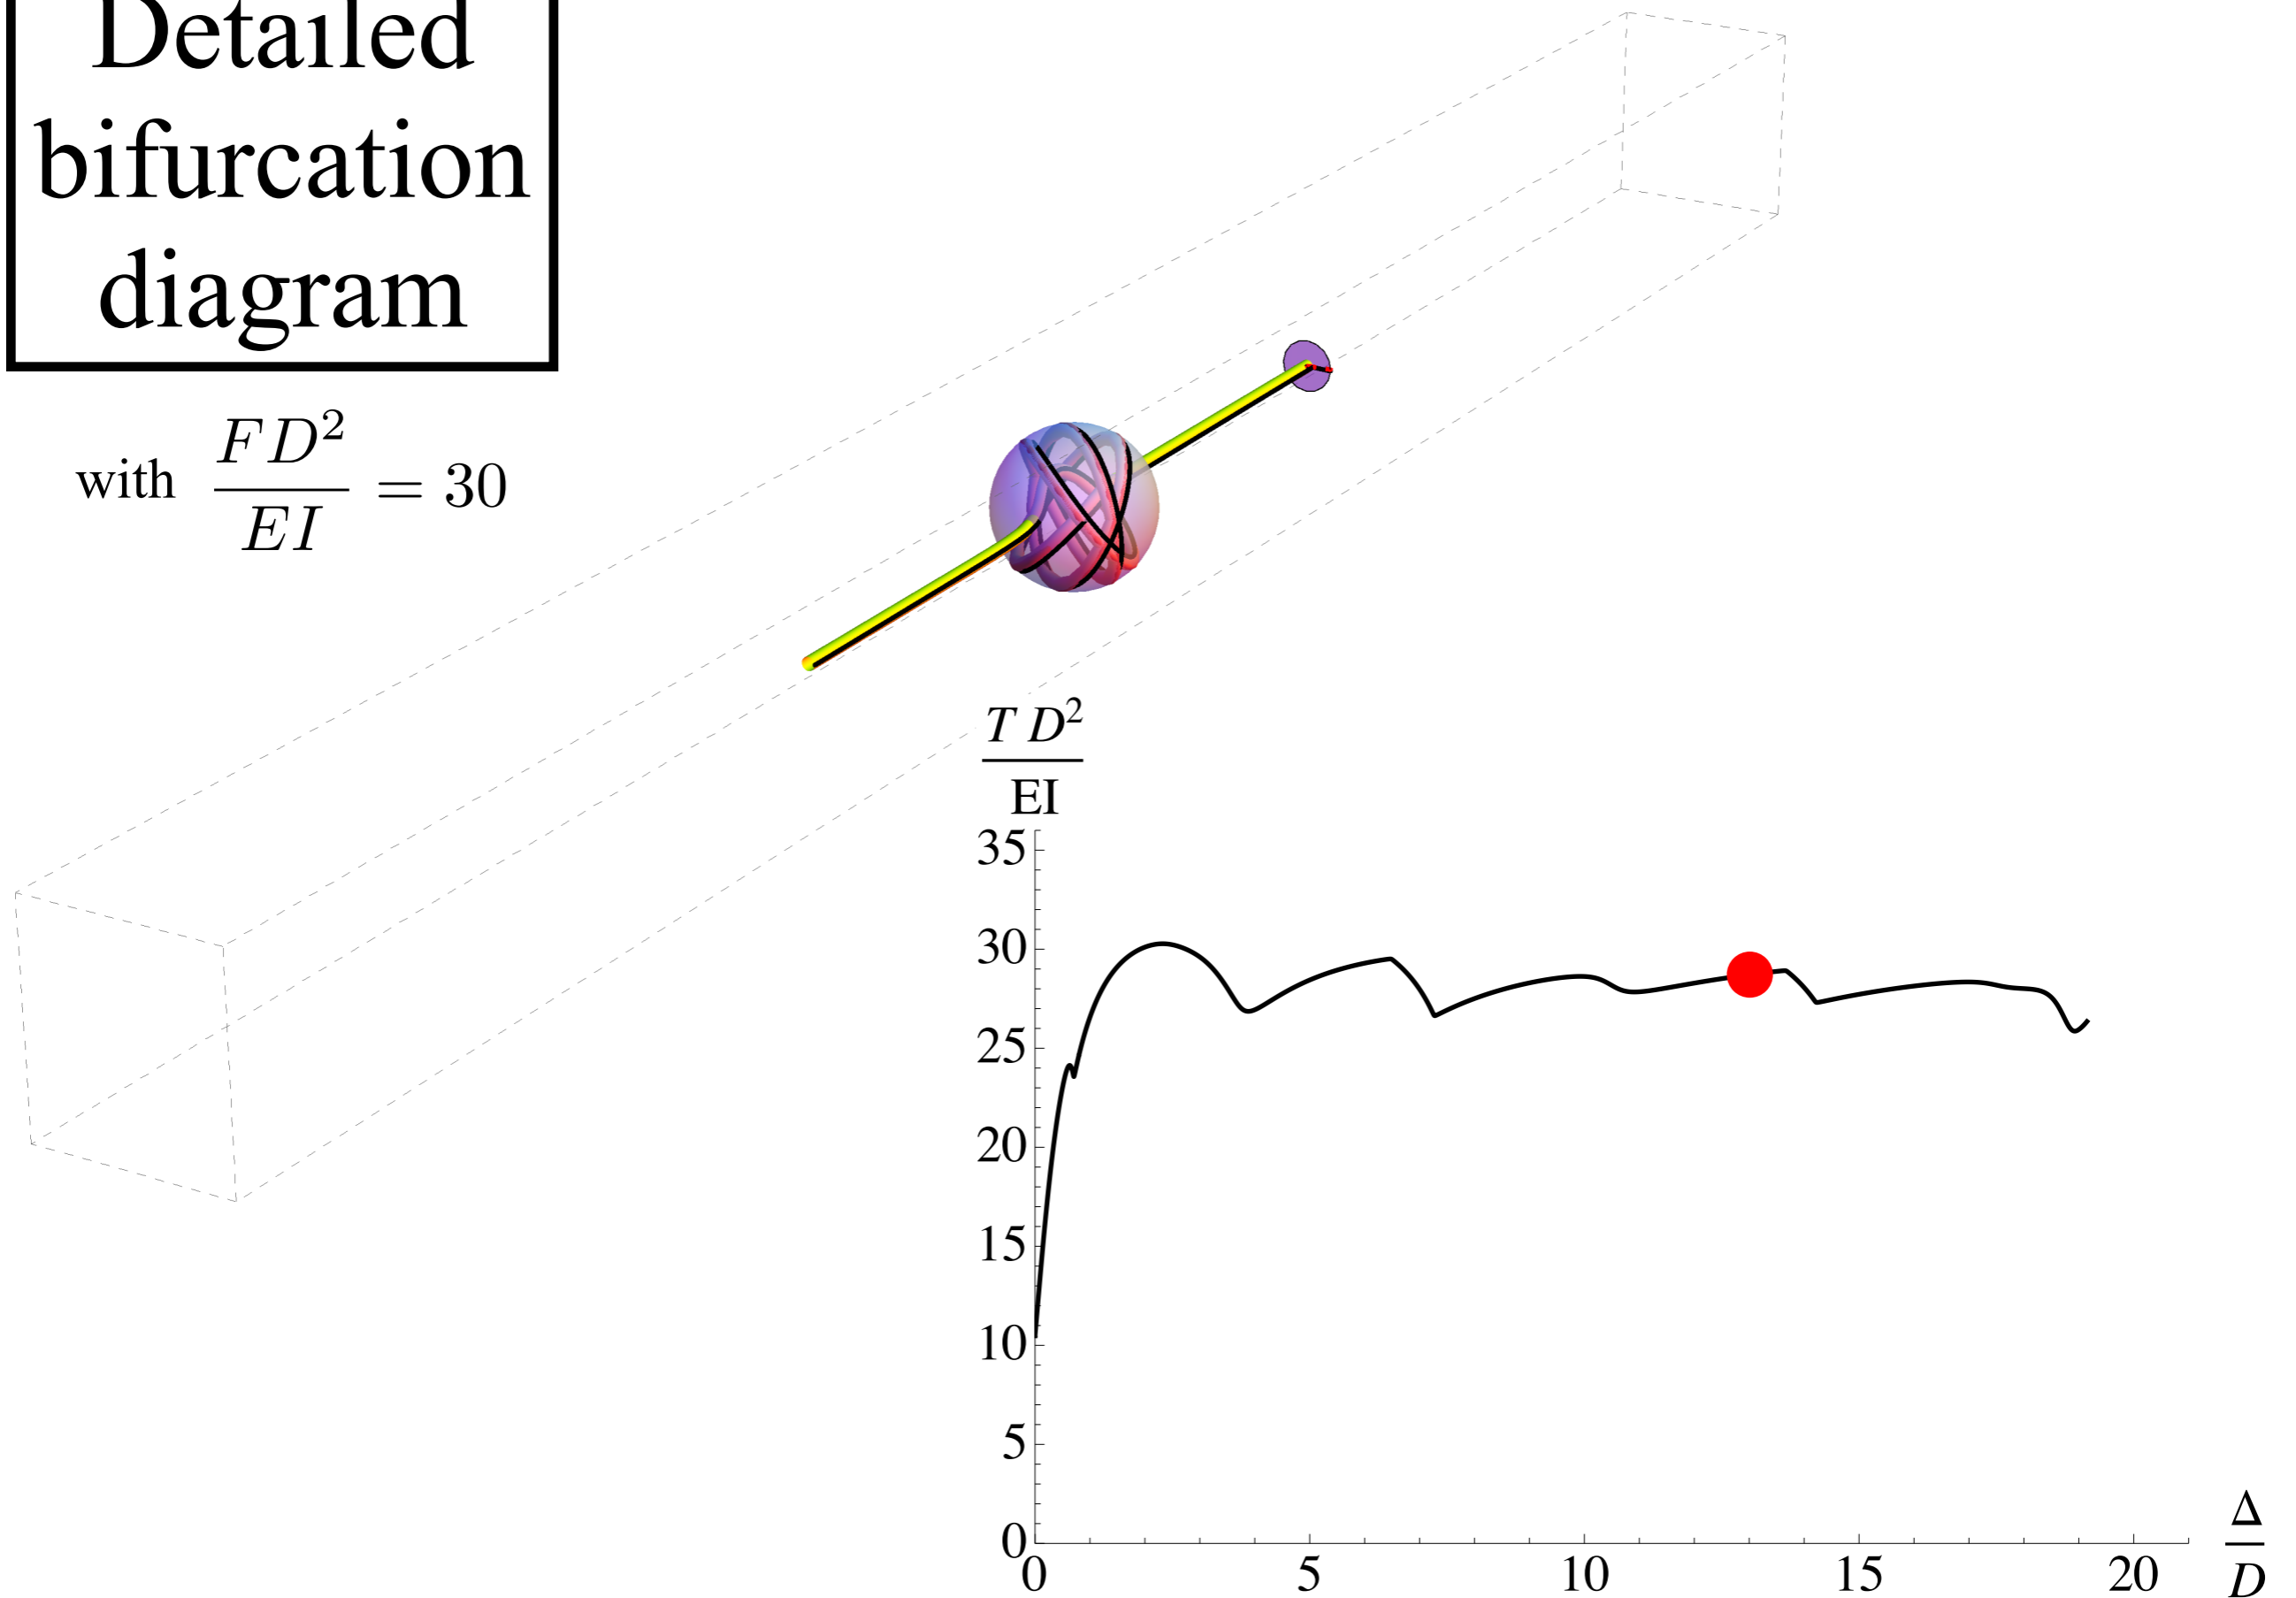 Detailed
bifurcation
diagram
with FD²/EI = 30
T D²/EI
35
30
25
20
15
10
5
0
0 5 10 15 20
Δ/D